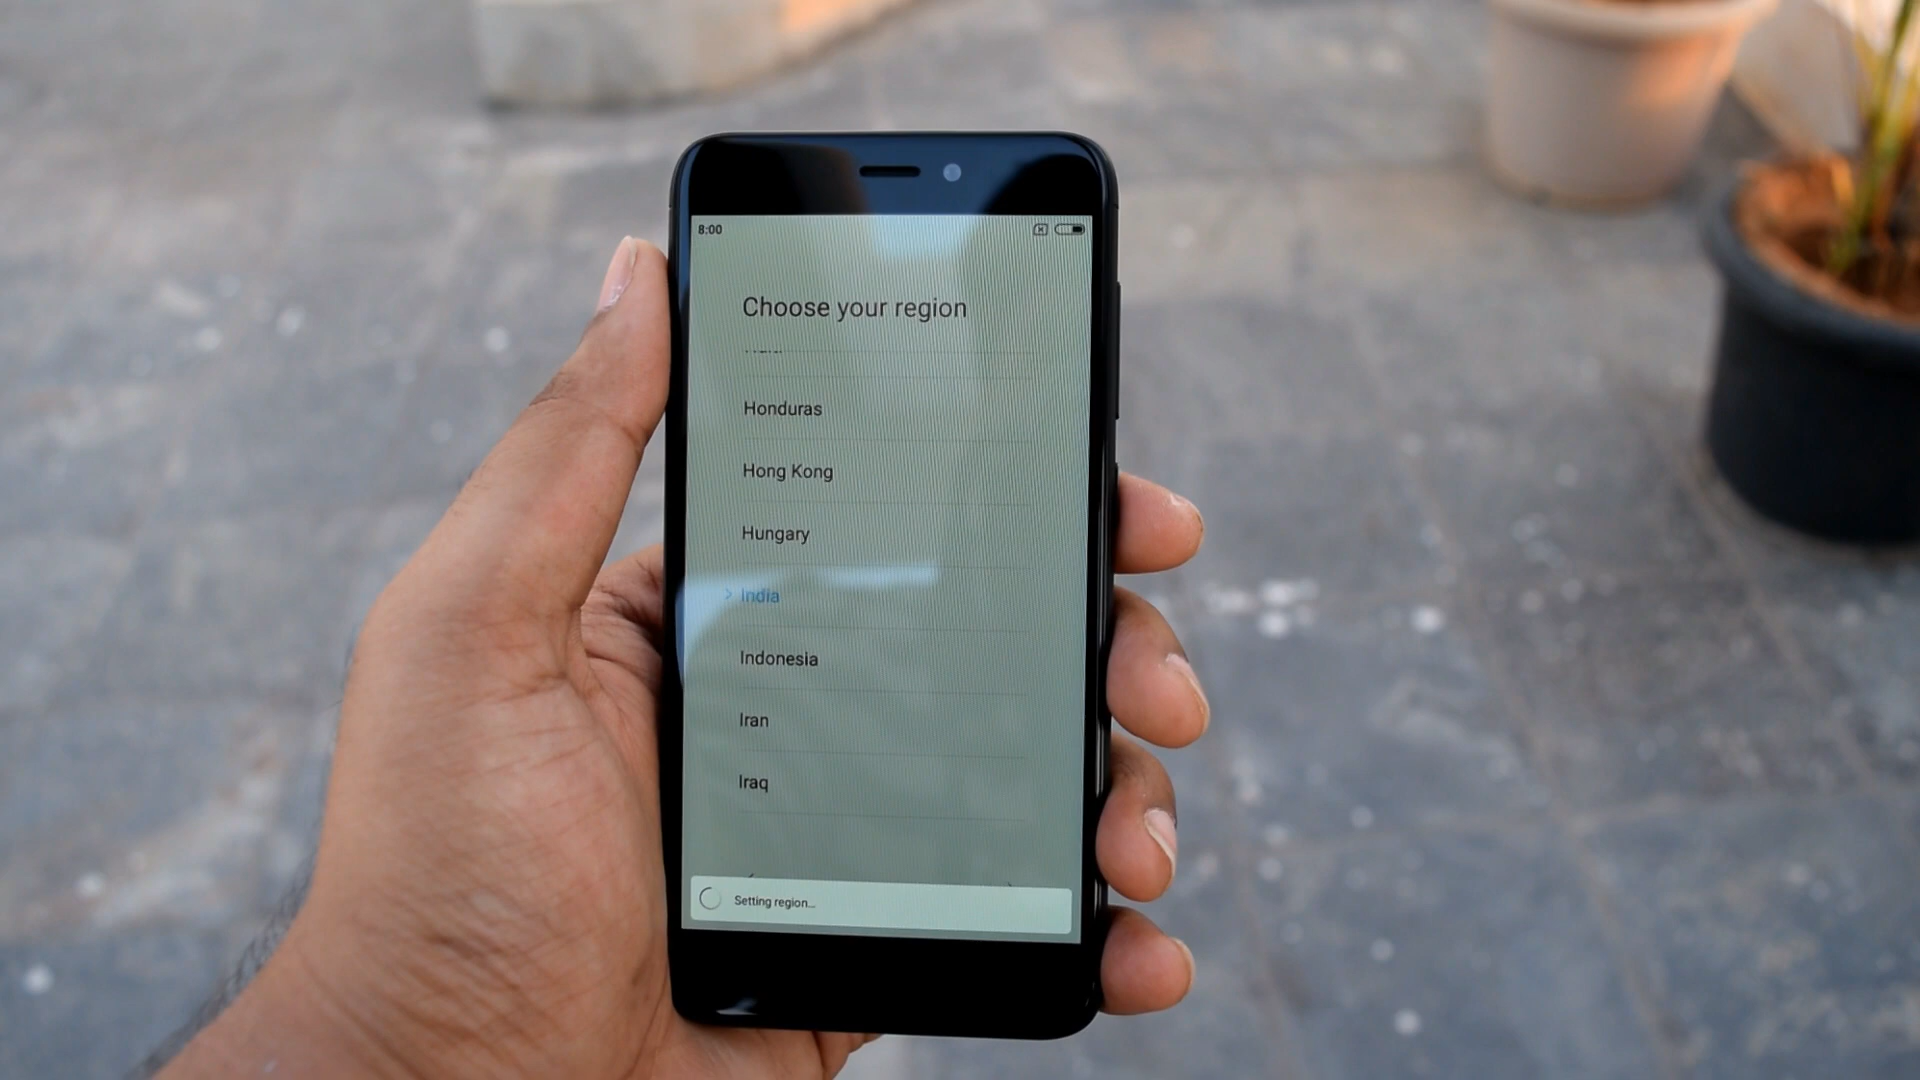 8:00
Choose your region
Honduras
Hong Kong
Hungary
India
Indonesia
Iran
Iraq
Setting region...